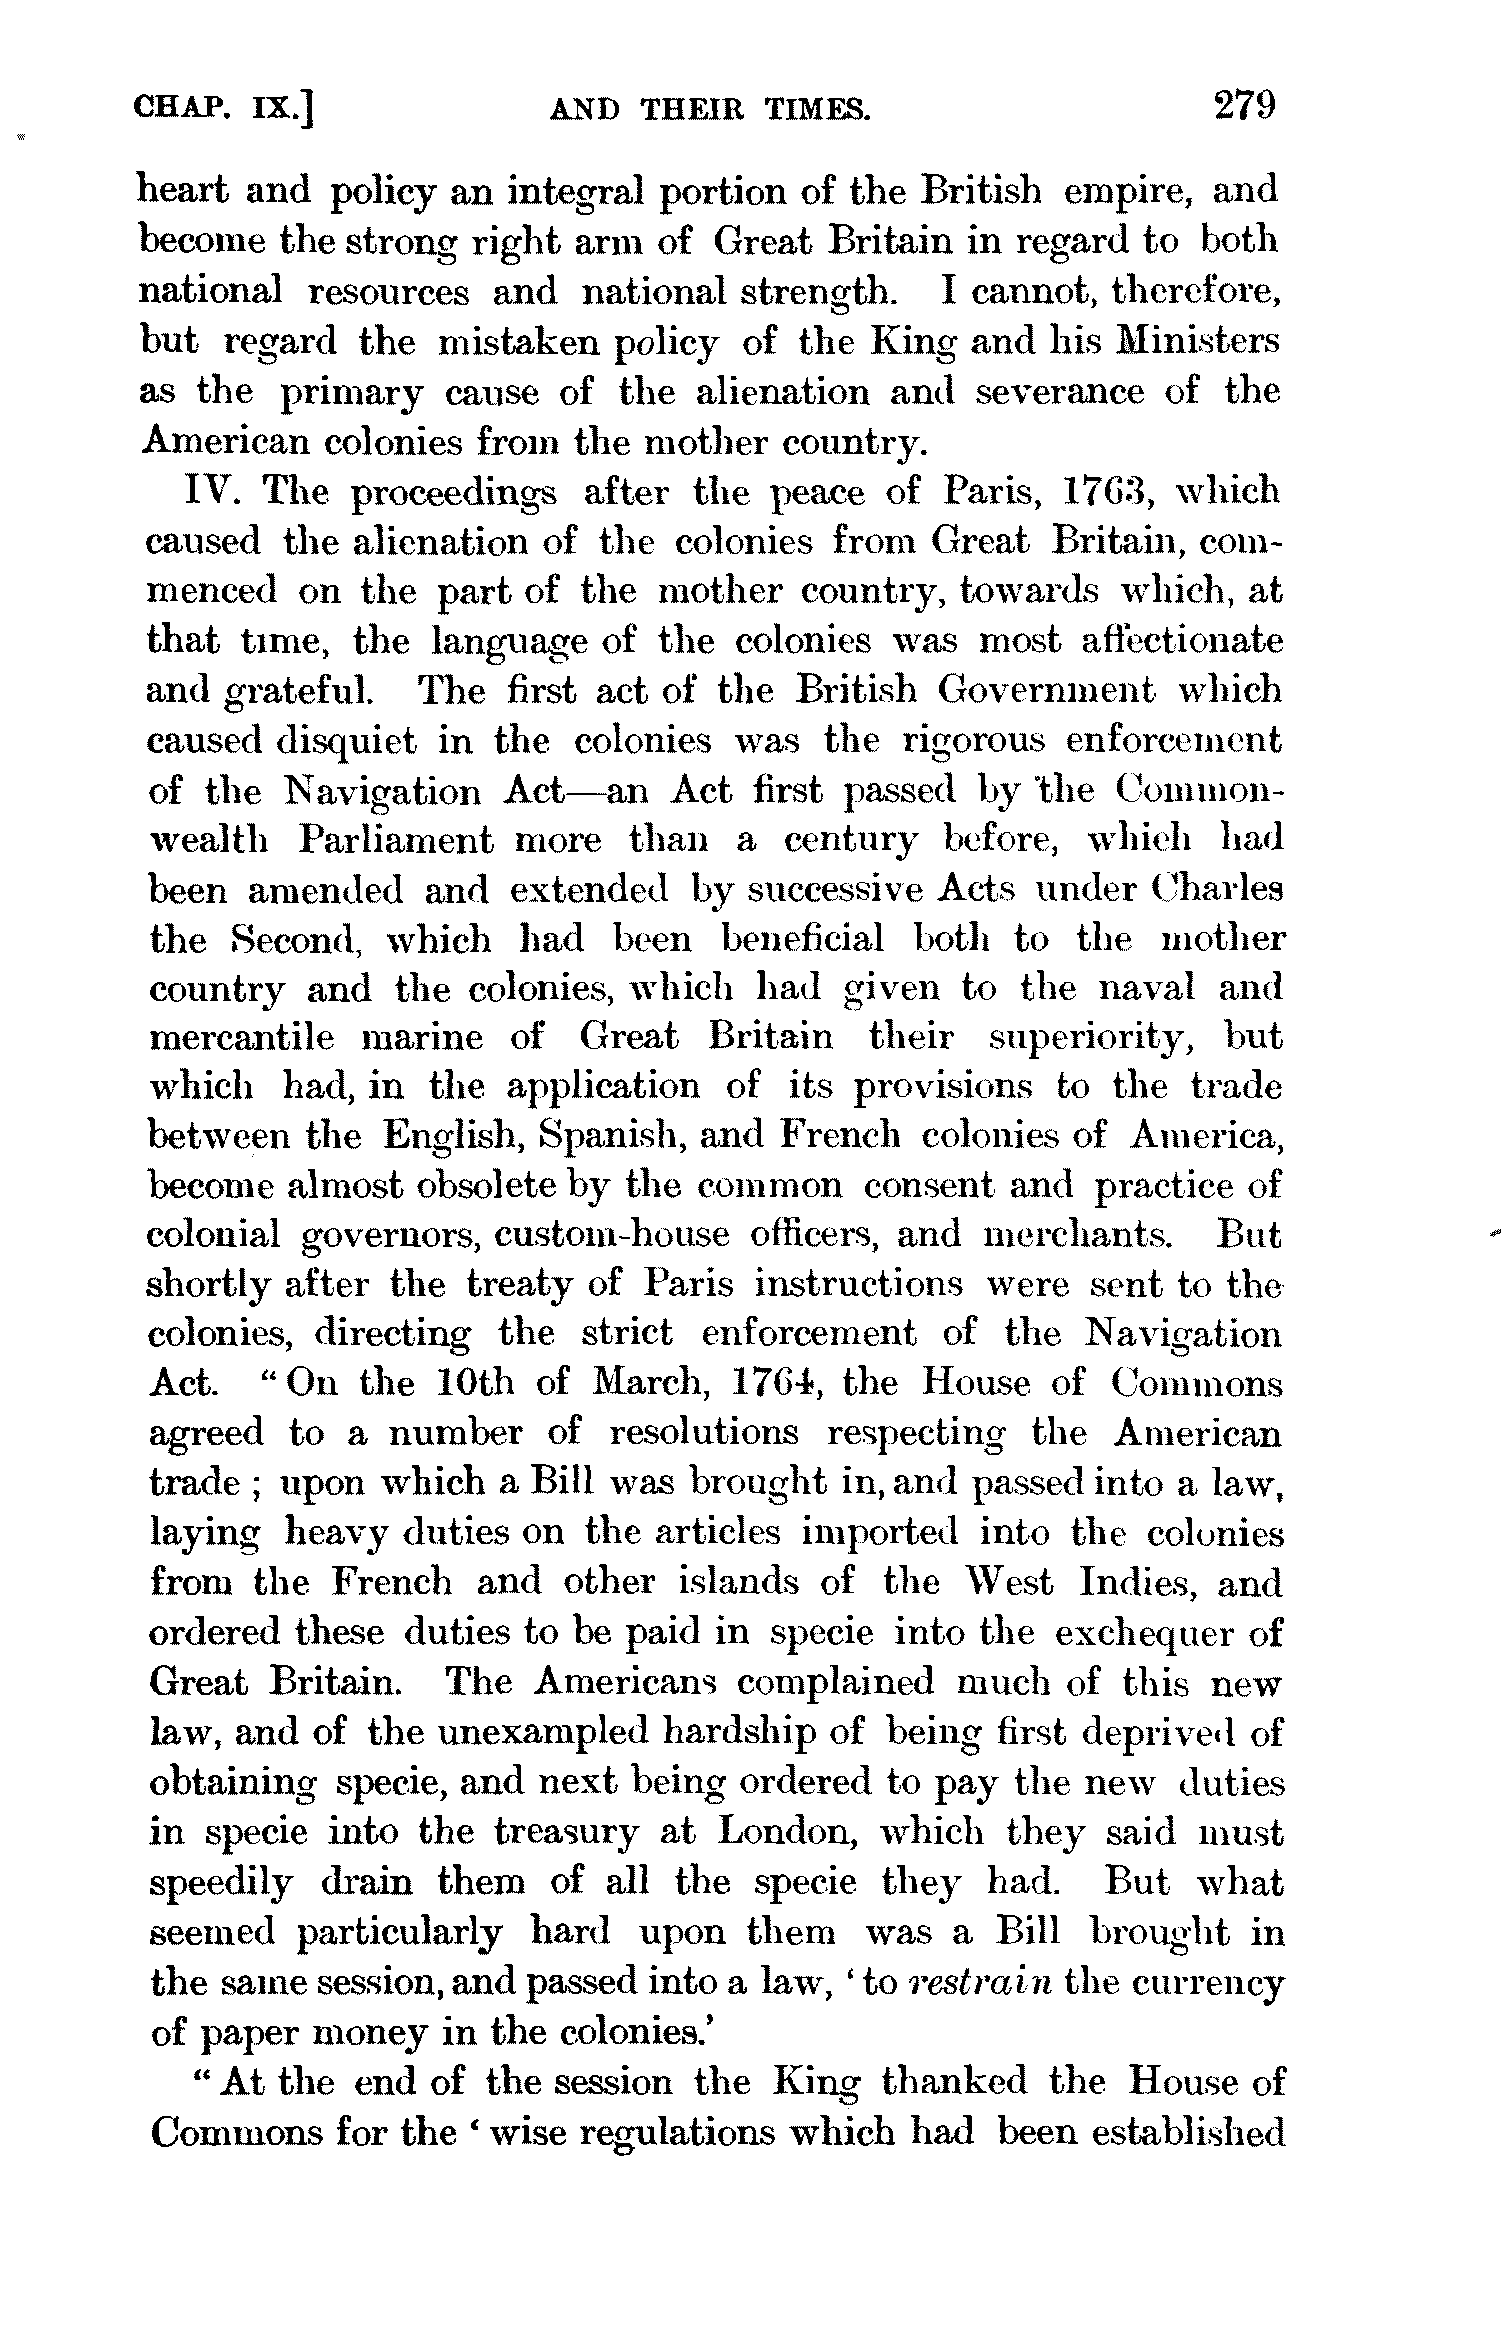 CHAP. IX.] AND THEIR TIMES. 279
heart and policy an integral portion of the British empire, and
become the strong right arm of Great Britain in regard to both
national resources and national strength. I cannot, therefore,
but regard the mistaken policy of the King and his Ministers
as the primary cause of the alienation and severance of the
American colonies from the mother country.
IV. The proceedings after the peace of Paris, 1763, which
caused the alienation of the colonies from Great Britain, com-
menced on the part of the mother country, towards which, at
that time, the language of the colonies was most affectionate
and grateful. The first act of the British Government which
caused disquiet in the colonies was the rigorous enforcement
of the Navigation Act—an Act first passed by the Common-
wealth Parliament more than a century before, which had
been amended and extended by successive Acts under Charles
the Second, which had been beneficial both to the mother
country and the colonies, which had given to the naval and
mercantile marine of Great Britain their superiority, but
which had, in the application of its provisions to the trade
between the English, Spanish, and French colonies of America,
become almost obsolete by the common consent and practice of
colonial governors, custom-house officers, and merchants. But
shortly after the treaty of Paris instructions were sent to the
colonies, directing the strict enforcement of the Navigation
Act. "On the 10th of March, 1764, the House of Commons
agreed to a number of resolutions respecting the American
trade; upon which a Bill was brought in, and passed into a law,
laying heavy duties on the articles imported into the colonies
from the French and other islands of the West Indies, and
ordered these duties to be paid in specie into the exchequer of
Great Britain. The Americans complained much of this new
law, and of the unexampled hardship of being first deprived of
obtaining specie, and next being ordered to pay the new duties
in specie into the treasury at London, which they said must
speedily drain them of all the specie they had. But what
seemed particularly hard upon them was a Bill brought in
the same session, and passed into a law, 'to restrain the currency
of paper money in the colonies.'
"At the end of the session the King thanked the House of
Commons for the 'wise regulations which had been established